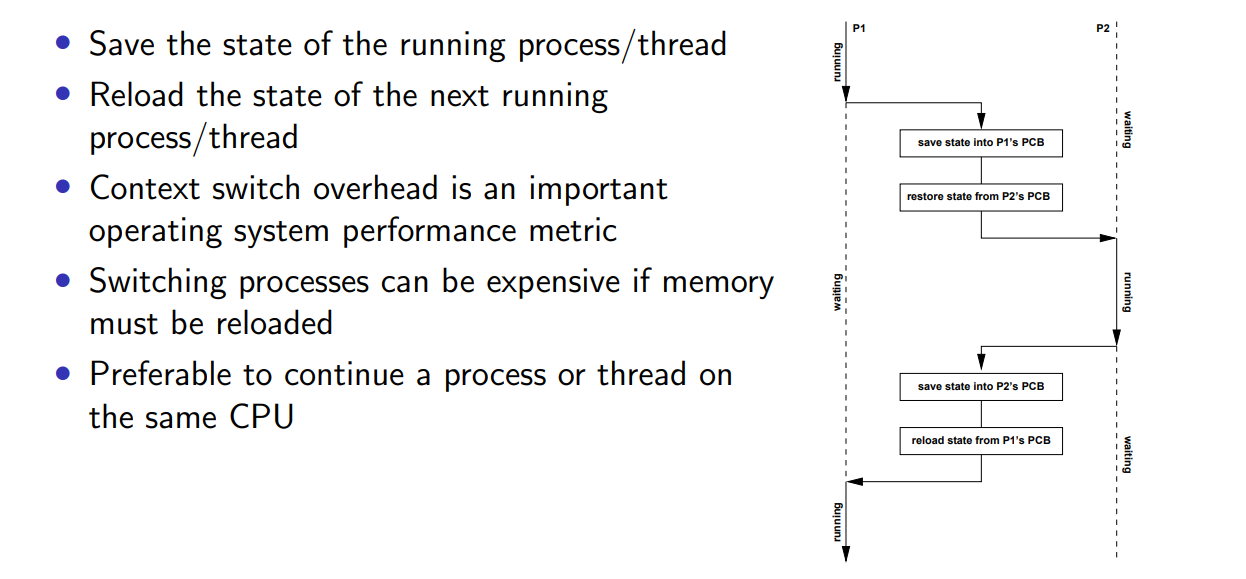 • Save the state of the running process/thread
• Reload the state of the next running
process/thread
• Context switch overhead is an important
operating system performance metric
• Switching processes can be expensive if memory
must be reloaded
• Preferable to continue a process or thread on
the same CPU
P1
P2
running
waiting
save state into P1's PCB
restore state from P2's PCB
waiting
running
save state into P2's PCB
reload state from P1's PCB
waiting
running